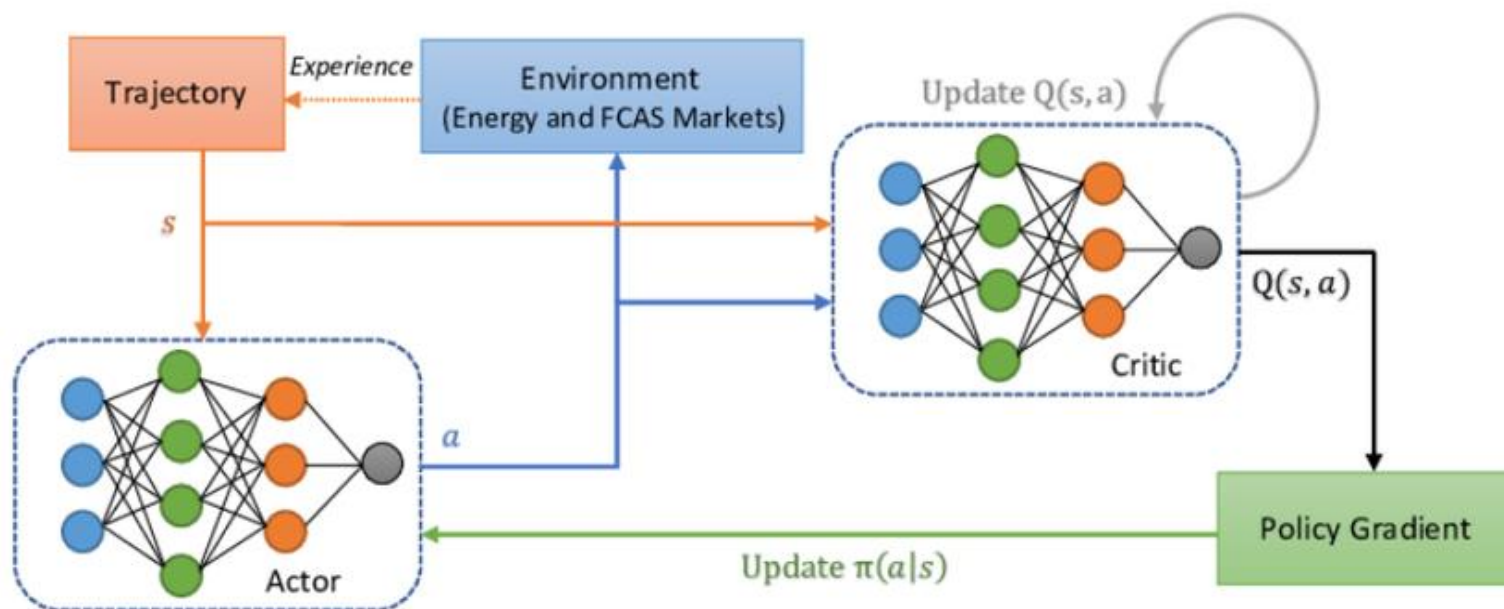 Trajectory
Experience
Environment
(Energy and FCAS Markets)
Update Q(s, a)
s
Critic
Q(s, a)
a
Actor
Policy Gradient
Update π(a|s)